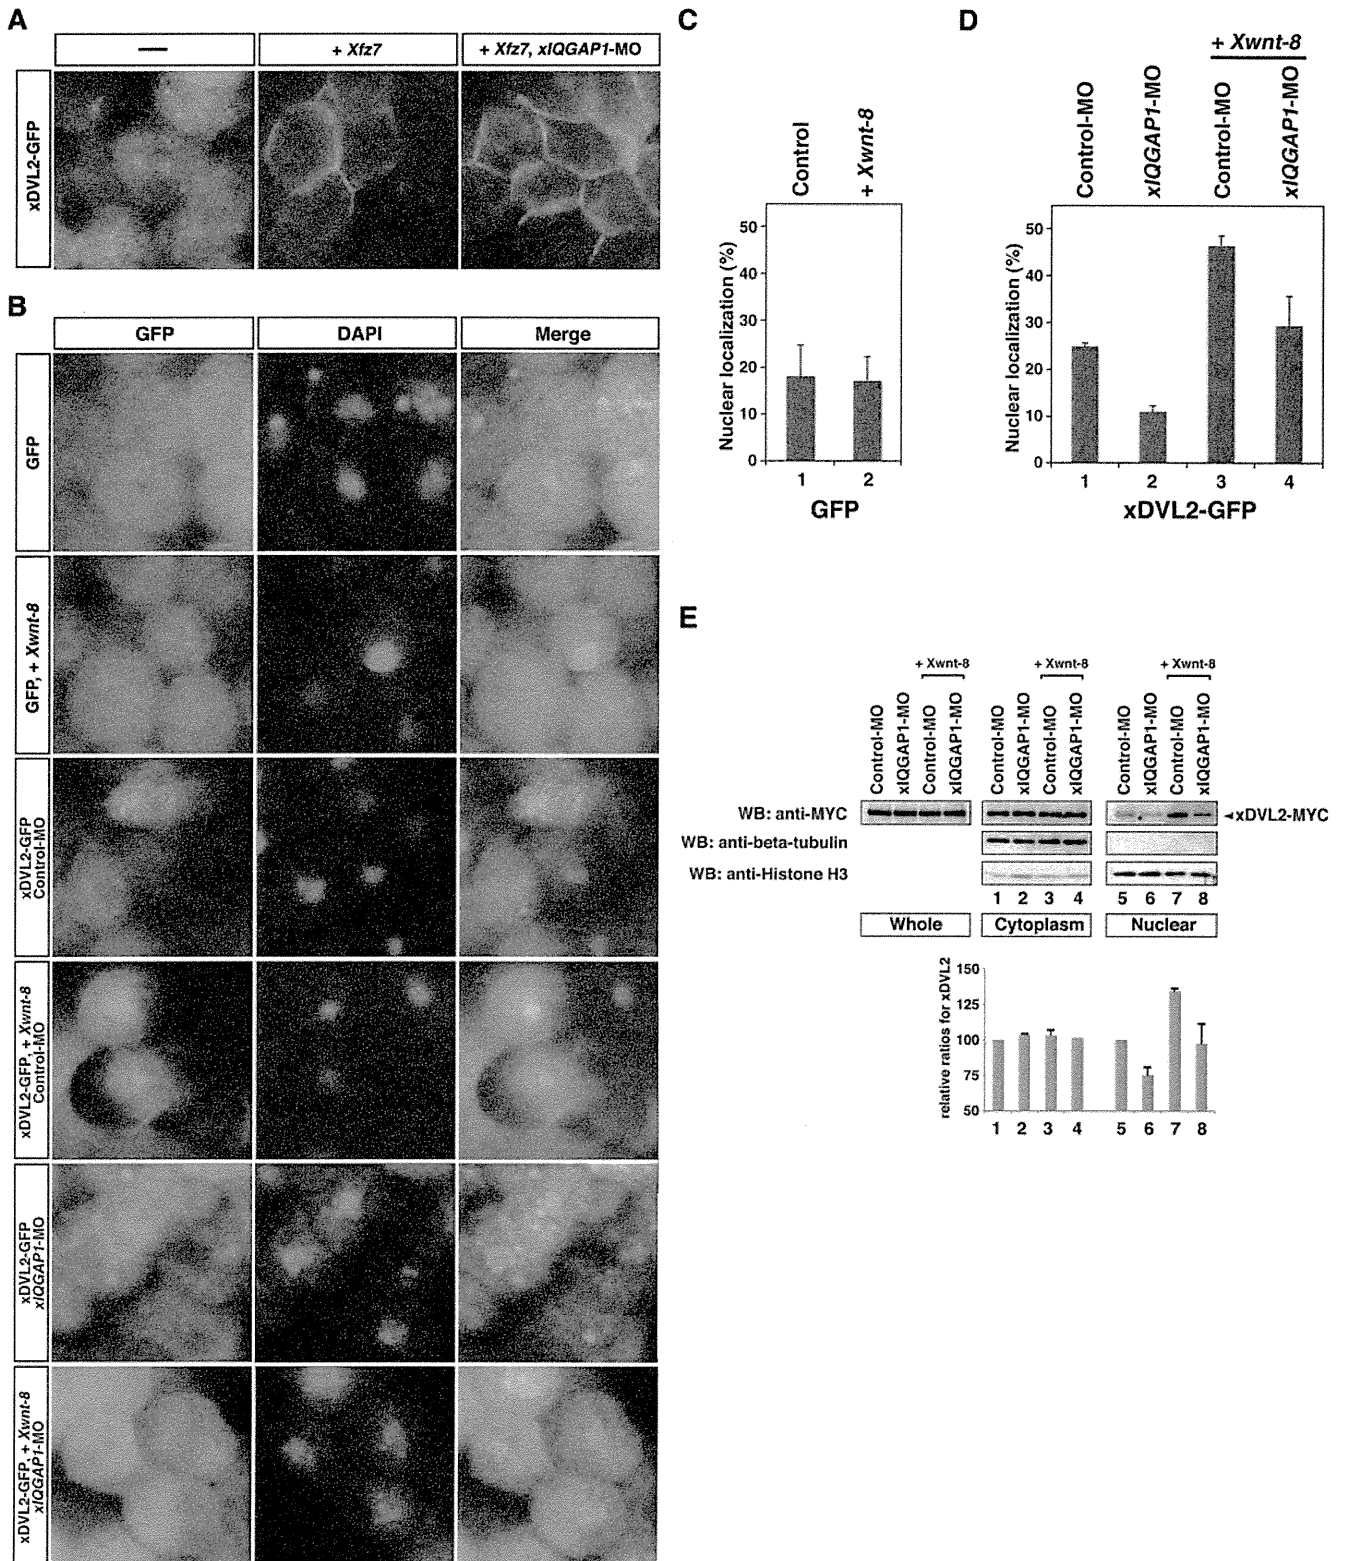 A
— + Xfz7 + Xfz7, xIQGAP1-MO
xDVL2-GFP
B
GFP DAPI Merge
GFP
GFP, + Xwnt-8
xDVL2-GFP
Control-MO
xDVL2-GFP, + Xwnt-8
Control-MO
xDVL2-GFP
xIQGAP1-MO
xDVL2-GFP, + Xwnt-8
xIQGAP1-MO
C
Control
+ Xwnt-8
Nuclear localization (%)
50
40
30
20
10
0
1 2
GFP
D
+ Xwnt-8
Control-MO
xIQGAP1-MO
Control-MO
xIQGAP1-MO
Nuclear localization (%)
50
40
30
20
10
0
1 2 3 4
xDVL2-GFP
E
+ Xwnt-8 + Xwnt-8 + Xwnt-8
Control-MO
xIQGAP1-MO
Control-MO
xIQGAP1-MO
Control-MO
xIQGAP1-MO
Control-MO
xIQGAP1-MO
Control-MO
xIQGAP1-MO
Control-MO
xIQGAP1-MO
WB: anti-MYC
xDVL2-MYC
WB: anti-beta-tubulin
WB: anti-Histone H3
1 2 3 4 5 6 7 8
Whole Cytoplasm Nuclear
relative ratios for xDVL2
150
125
100
75
50
1 2 3 4 5 6 7 8